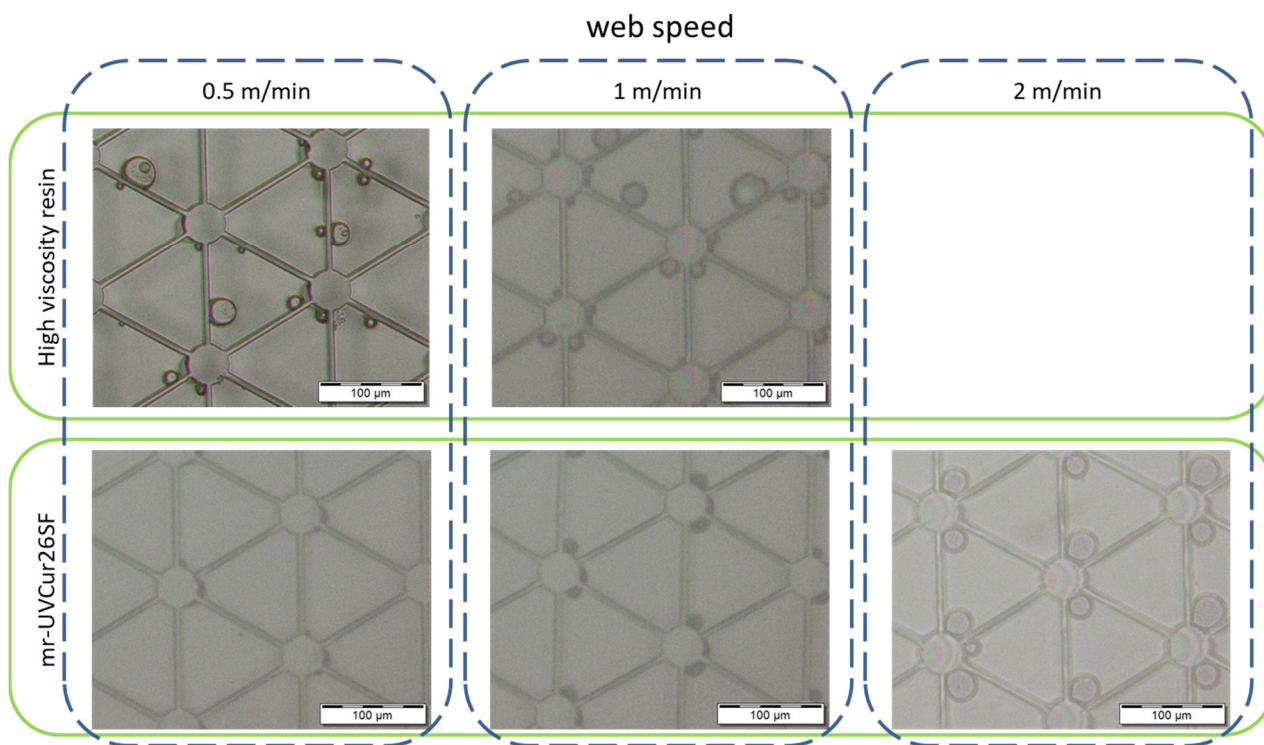 web speed
0.5 m/min
1 m/min
2 m/min
High viscosity resin
100 µm
100 µm
mr-UVCur26SF
100 µm
100 µm
100 µm